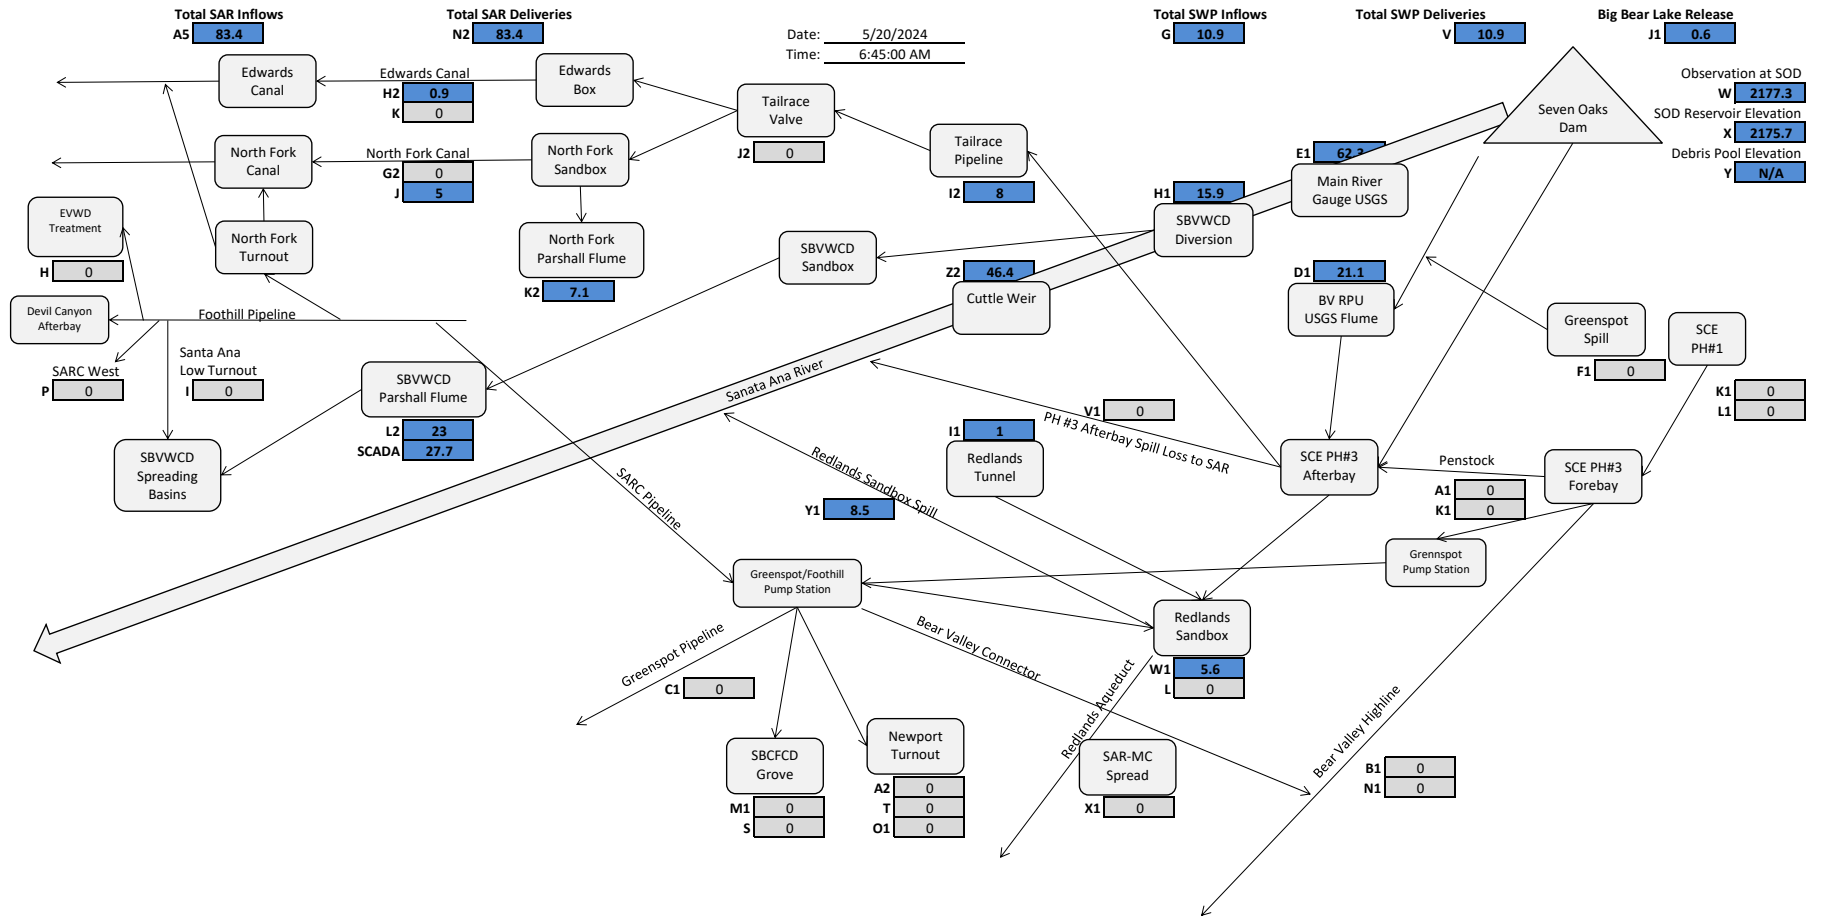 Total SAR Inflows
A5 83.4
Total SAR Deliveries
N2 83.4
Date: 5/20/2024
Time: 6:45:00 AM
Total SWP Inflows
G 10.9
Total SWP Deliveries
V 10.9
Big Bear Lake Release
J1 0.6
Observation at SOD
W 2177.3
SOD Reservoir Elevation
X 2175.7
Debris Pool Elevation
Y N/A
Seven Oaks
Dam
Edwards
Canal
Edwards Canal
H2 0.9
K 0
Edwards
Box
Tailrace
Valve
J2 0
Tailrace
Pipeline
I2 8
North Fork
Canal
North Fork Canal
G2 0
J 5
North Fork
Sandbox
E1
Main River
Gauge USGS
H1 15.9
SBVWCD
Diversion
EVWD
Treatment
H 0
North Fork
Turnout
North Fork
Parshall Flume
K2 7.1
SBVWCD
Sandbox
Z2 46.4
Cuttle Weir
D1 21.1
BV RPU
USGS Flume
Greenspot
Spill
F1 0
SCE
PH#1
K1 0
L1 0
Devil Canyon
Afterbay
Foothill Pipeline
SARC West
P 0
Santa Ana
Low Turnout
I 0
SBVWCD
Parshall Flume
L2 23
SCADA 27.7
SBVWCD
Spreading
Basins
Sanata Ana River
V1 0
PH #3 Afterbay Spill Loss to SAR
I1 1
Redlands
Tunnel
SCE PH#3
Afterbay
Penstock
A1 0
K1 0
SCE PH#3
Forebay
SARC Pipeline
Redlands Sandbox Spill
Y1 8.5
Grennspot
Pump Station
Greenspot/Foothill
Pump Station
Redlands
Sandbox
W1 5.6
L 0
Greenspot Pipeline
C1 0
Bear Valley Connector
Redlands Aqueduct
Bear Valley Highline
SBCFCD
Grove
M1 0
S 0
Newport
Turnout
A2 0
T 0
O1 0
SAR-MC
Spread
X1 0
B1 0
N1 0